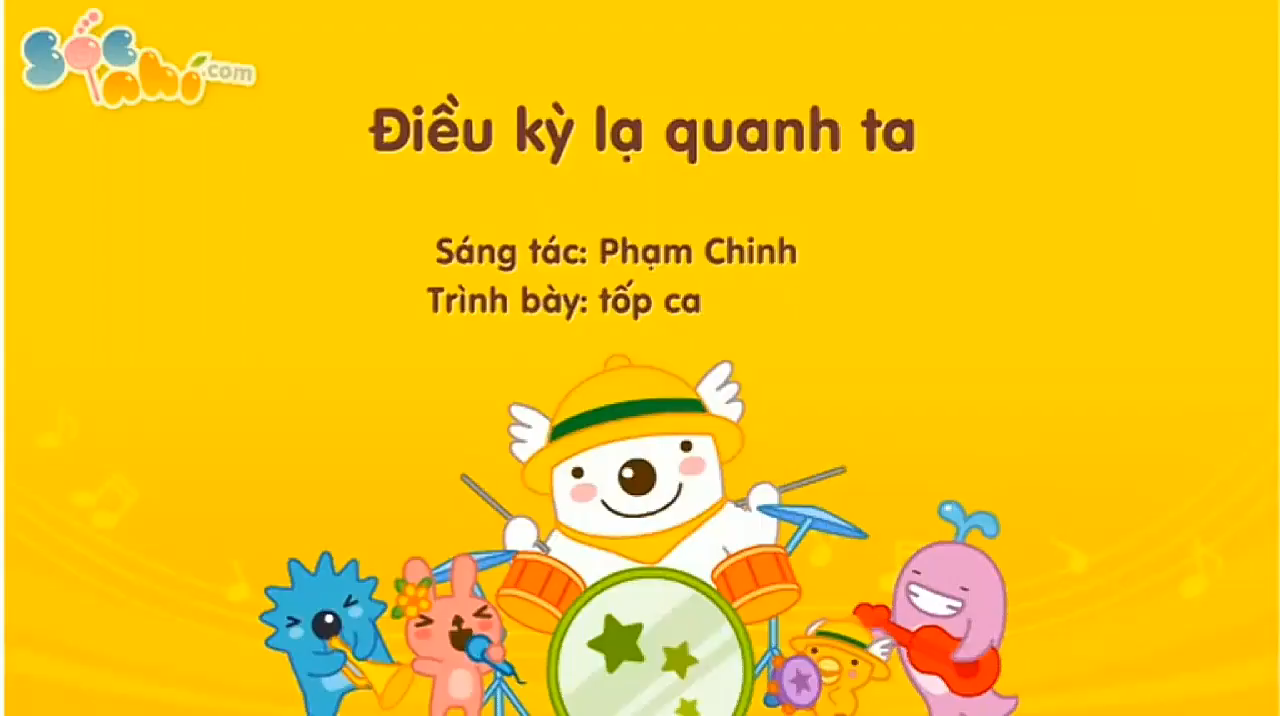 Sóc nhí.com
Điều kỳ lạ quanh ta
Sáng tác: Phạm Chinh
Trình bày: tốp ca